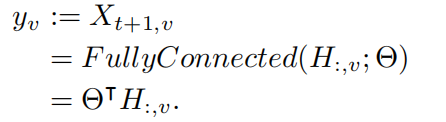 y_v := X_{t+1,v}
= FullyConnected(H_{:,v}; Θ)
= Θ^⊤ H_{:,v}.